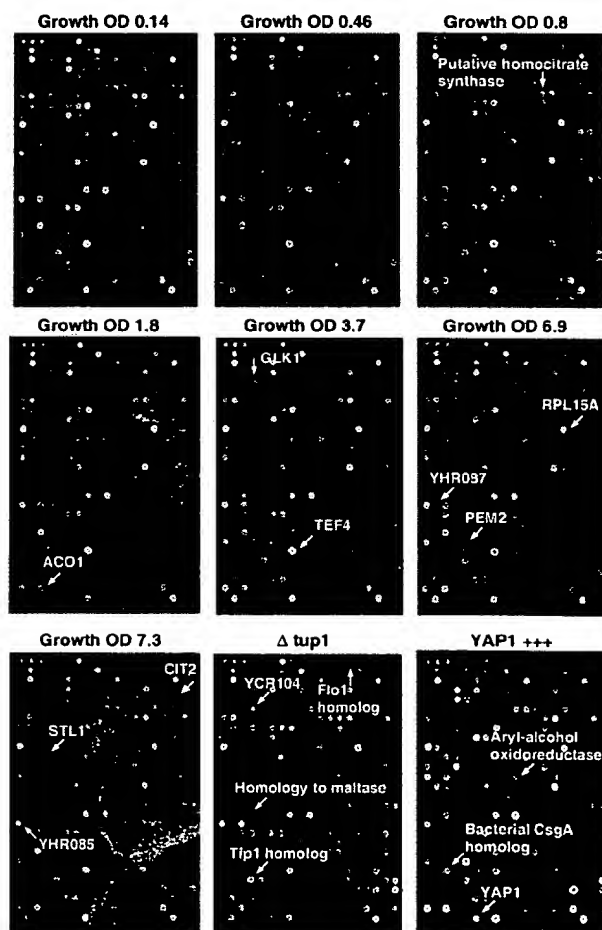 Growth OD 0.14
Growth OD 0.46
Growth OD 0.8
Putative homocitrate
synthase
Growth OD 1.8
Growth OD 3.7
Growth OD 6.9
GLK1
RPL15A
YHR087
PEM2
TEF4
ACO1
Growth OD 7.3
Δ tup1
YAP1 +++
CIT2
YCR104
Flo1
homolog
STL1
Aryl-alcohol
oxidoreductase
Homology to maltase
YHR085
Tip1 homolog
Bacterial CsgA
homolog
YAP1